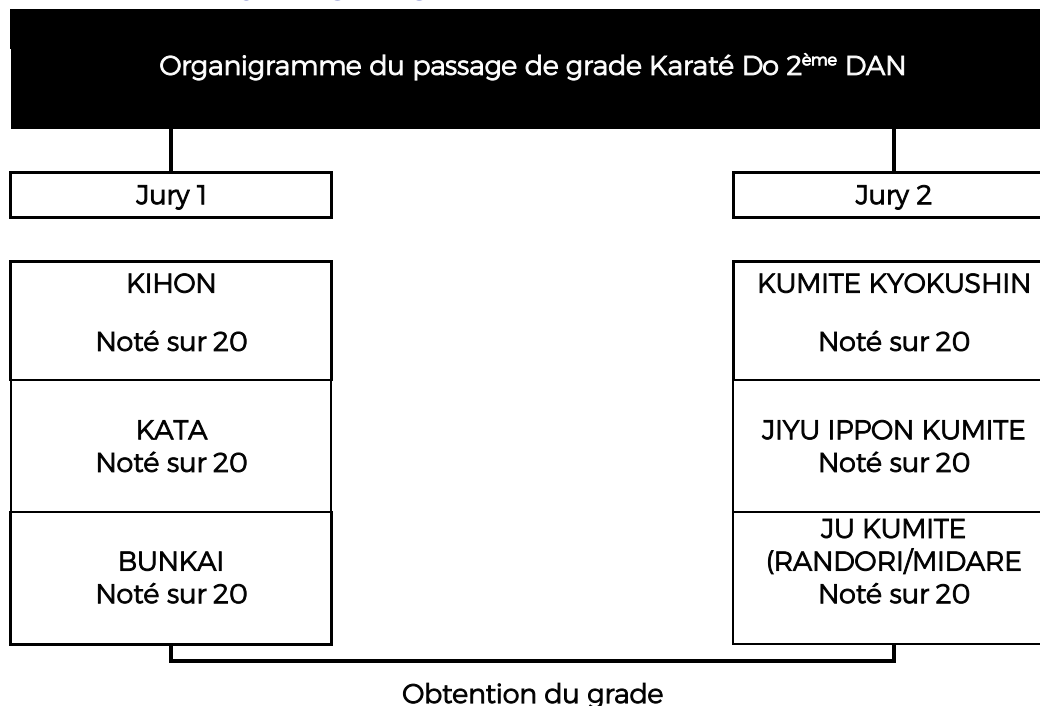 Organigramme du passage de grade Karaté Do 2ème DAN
Jury 1
KIHON
Noté sur 20
KATA
Noté sur 20
BUNKAI
Noté sur 20
Jury 2
KUMITE KYOKUSHIN
Noté sur 20
JIYU IPPON KUMITE
Noté sur 20
JU KUMITE
(RANDORI/MIDARE
Noté sur 20
Obtention du grade